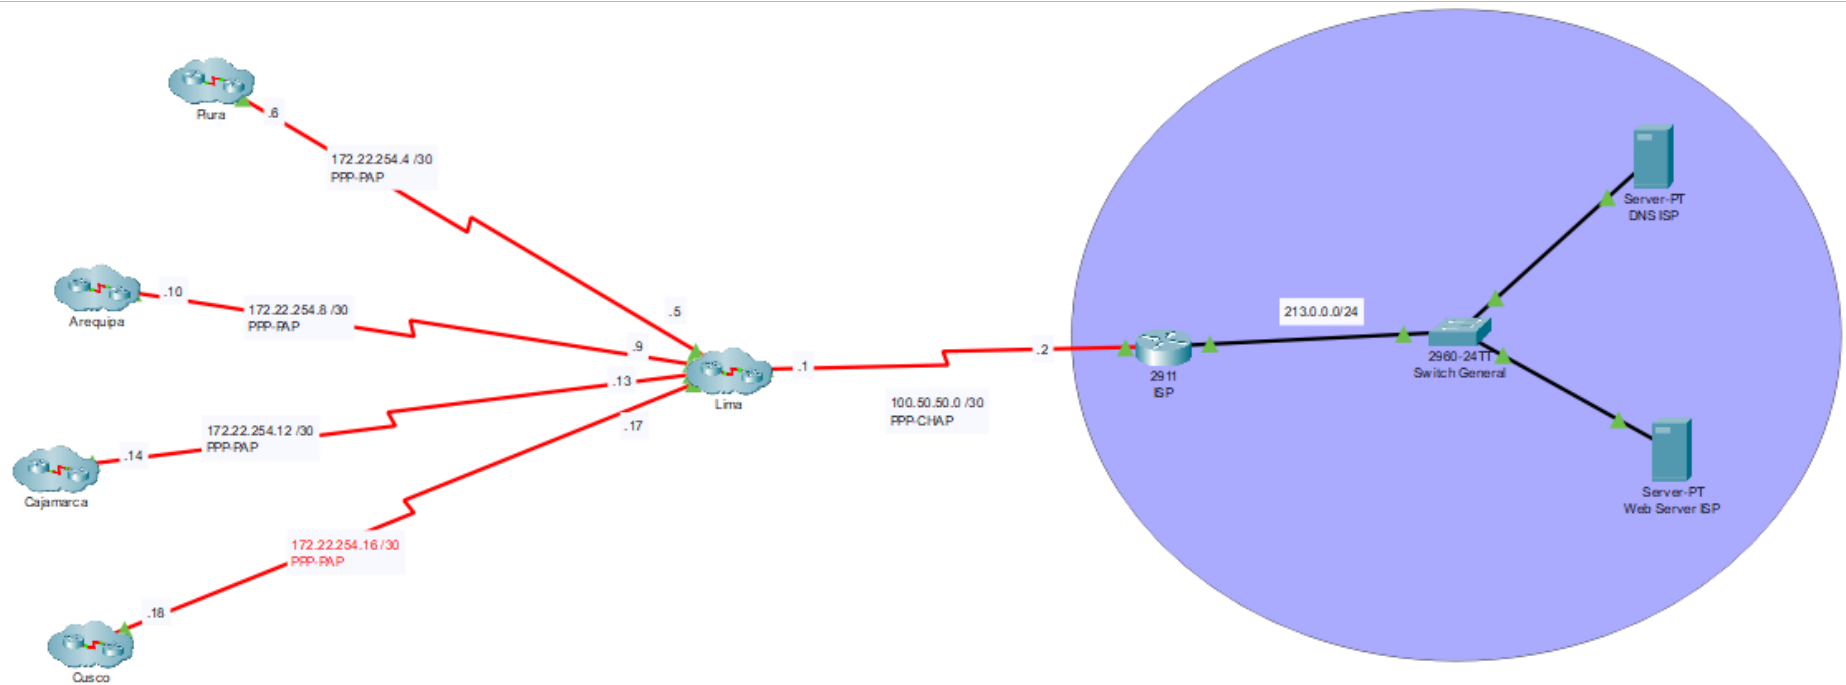 Piura
.6
172.22.254.4 /30
PPP-PAP
.5
Arequipa
.10
172.22.254.8 /30
PPP-PAP
.9
.13
172.22.254.12 /30
PPP-PAP
.14
Cajamarca
.17
172.22.254.16 /30
PPP-PAP
.18
Cusco
Lima
.1
.2
100.50.50.0 /30
PPP-CHAP
2911
ISP
213.0.0.0/24
2960-24TT
Switch General
Server-PT
DNS ISP
Server-PT
Web Server ISP